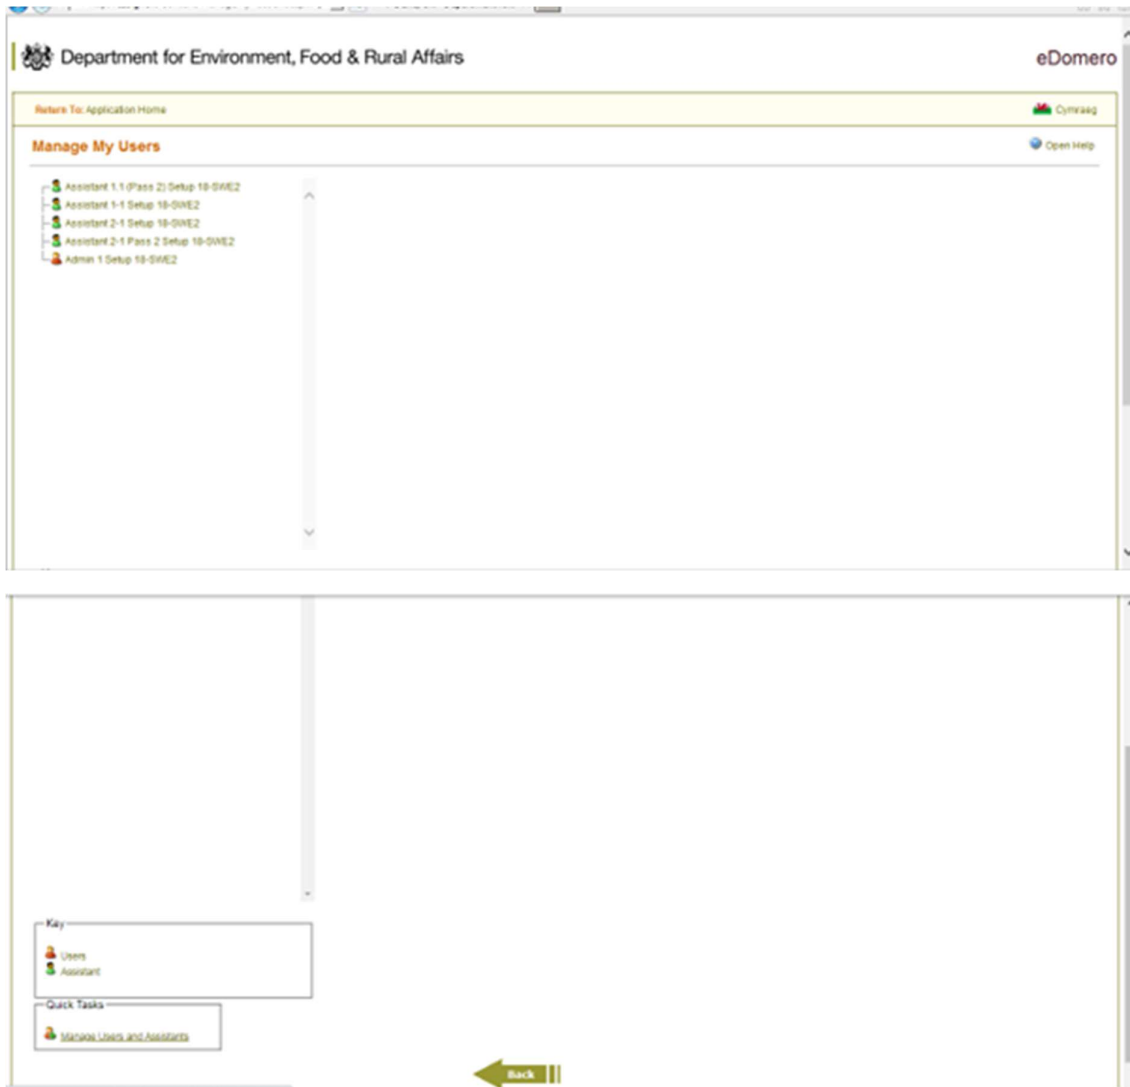 Department for Environment, Food & Rural Affairs
eDomero
Return To: Application Home
Cymraeg
Manage My Users
Open Help
Assistant 1.1 (Pass 2) Setup 18-SWE2
Assistant 1-1 Setup 18-SWE2
Assistant 2-1 Setup 18-SWE2
Assistant 2-1 Pass 2 Setup 18-SWE2
Admin 1 Setup 18-SWE2
Key
Users
Assistant
Quick Tasks
Manage Users and Assistants
Back